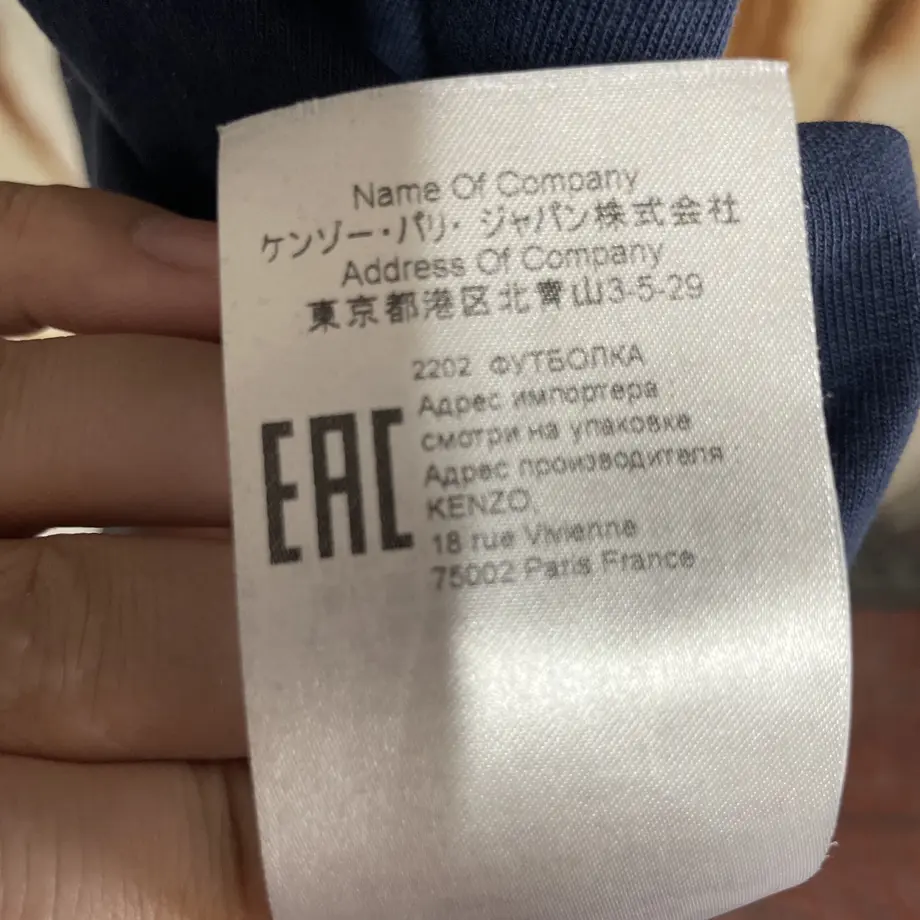 Name Of Company
ケンゾー・パリ・ジャパン株式会社
Address Of Company
東京都港区北青山3-5-29
2202 ФУТБОЛКА
Адрес импортера
смотри на упаковке
Адрес производителя :
KENZO,
18 rue Vivienne
75002 Paris France
EAC